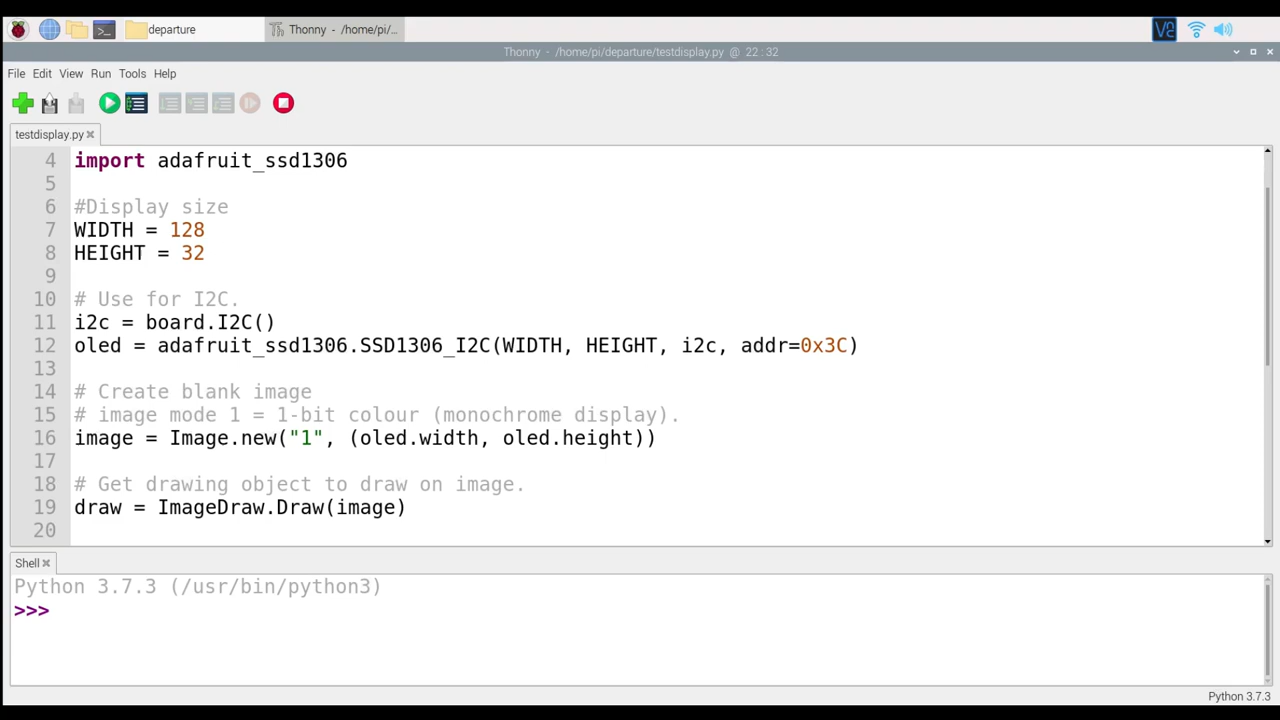 departure
Thonny - /home/pi/...
Thonny - /home/pi/departure/testdisplay.py @ 22 : 32
File Edit View Run Tools Help
testdisplay.py
4 import adafruit_ssd1306
5
6 #Display size
7 WIDTH = 128
8 HEIGHT = 32
9
10 # Use for I2C.
11 i2c = board.I2C()
12 oled = adafruit_ssd1306.SSD1306_I2C(WIDTH, HEIGHT, i2c, addr=0x3C)
13
14 # Create blank image
15 # image mode 1 = 1-bit colour (monochrome display).
16 image = Image.new("1", (oled.width, oled.height))
17
18 # Get drawing object to draw on image.
19 draw = ImageDraw.Draw(image)
20
Shell
Python 3.7.3 (/usr/bin/python3)
>>>
Python 3.7.3